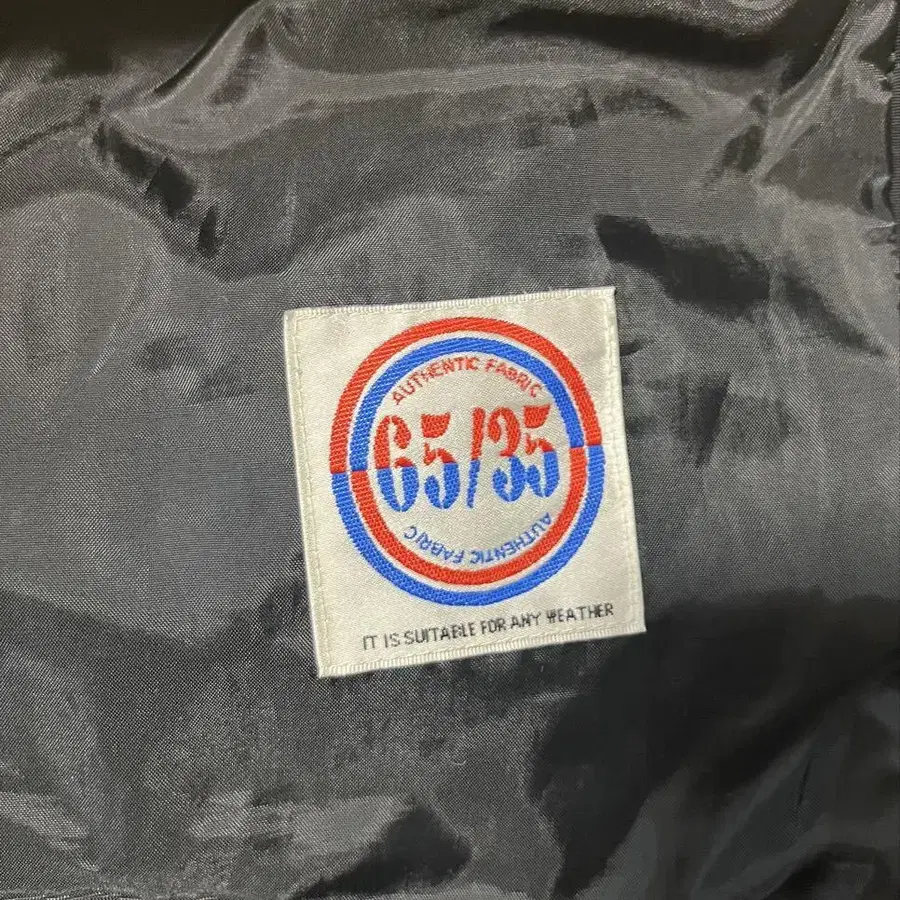 AUTHENTIC FABRIC
65/35
AUTHENTIC FABRIC
IT IS SUITABLE FOR ANY WEATHER